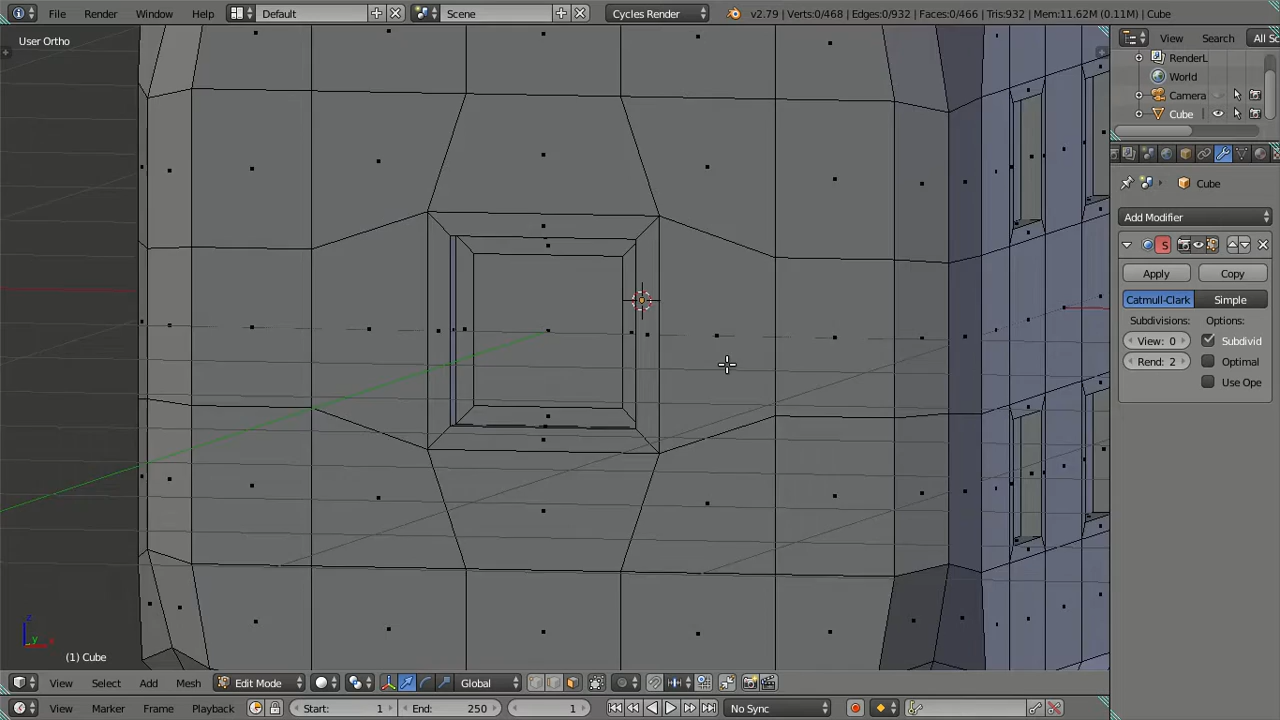 File Render Window Help Default Scene Cycles Render v2.79 | Verts:0/468 | Edges:0/932 | Faces:0/466 | Tris:932 | Mem:11.62M (0.11M) | Cube
User Ortho
View Search All Sc
RenderL
World
Camera
Cube
Cube
Add Modifier
S
Apply Copy
Catmull-Clark Simple
Subdivisions: Options:
View: 0 Subdivid
Rend: 2 Optimal
Use Ope
z
y x
(1) Cube
View Select Add Mesh Edit Mode Global
View Marker Frame Playback Start: 1 End: 250 1 No Sync